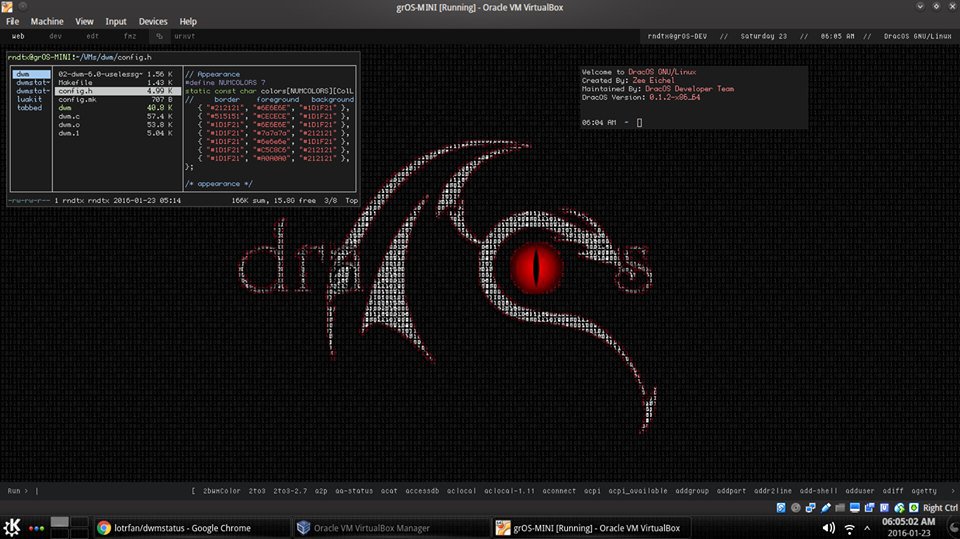 grOS-MINI [Running] - Oracle VM VirtualBox
File Machine View Input Devices Help
web dev edt fmz urxvt
rndtx@grOS-DEV // Saturday 23 // 06:05 AM // DracOS GNU/Linux
rndtx@grOS-MINI:~/WMs/dwm/config.h
dwm
dwmstat~
dwmstat~
luakit
tabbed
02-dwm-6.0-uselessg~ 1.56 K
Makefile 1.43 K
config.h 4.99 K
config.mk 707 B
dwm 40.8 K
dwm.c 57.4 K
dwm.o 53.8 K
dwm.1 5.04 K
// Appearance
#define NUMCOLORS 7
static const char colors[NUMCOLORS][ColL
// border foreground background
{ "#212121", "#6E6E6E", "#1D1F21" },
{ "#515151", "#CECECE", "#1D1F21" },
{ "#1D1F21", "#6E6E6E", "#1D1F21" },
{ "#1D1F21", "#7a7a7a", "#212121" },
{ "#1D1F21", "#6e6e6e", "#1D1F21" },
{ "#1D1F21", "#C5C8C6", "#212121" },
{ "#1D1F21", "#A0A0A0", "#212121" },
};
/* appearance */
-rw-rw-r-- 1 rndtx rndtx 2016-01-23 05:14 166K sum, 15.8G free 3/8 Top
Welcome to DracOS GNU/Linux
Created By: Zee Eichel
Maintained By: DracOS Developer Team
DracOS Version: 0.1.2-x86_64
06:04 AM ~
Run > | [ 2bwmColor 2to3 2to3-2.7 a2p aa-status acat accessdb aclocal aclocal-1.11 aconnect acpi acpi_available addgroup addpart addr2line add-shell adduser adiff agetty >
Right Ctrl
lotrfan/dwmstatus - Google Chrome
Oracle VM VirtualBox Manager
grOS-MINI [Running] - Oracle VM VirtualBox
06:05:02 AM
2016-01-23